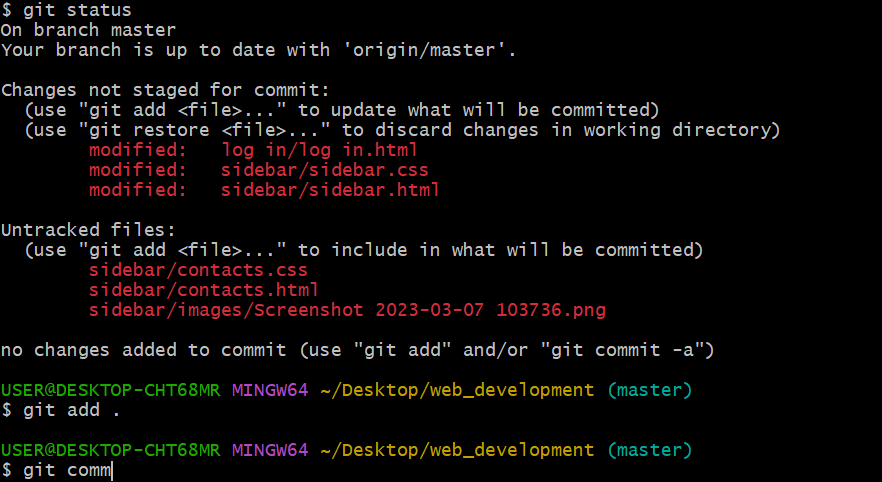 $ git status
On branch master
Your branch is up to date with 'origin/master'.
Changes not staged for commit:
(use "git add <file>..." to update what will be committed)
(use "git restore <file>..." to discard changes in working directory)
modified: log in/log in.html
modified: sidebar/sidebar.css
modified: sidebar/sidebar.html
Untracked files:
(use "git add <file>..." to include in what will be committed)
sidebar/contacts.css
sidebar/contacts.html
sidebar/images/Screenshot 2023-03-07 103736.png
no changes added to commit (use "git add" and/or "git commit -a")
USER@DESKTOP-CHT68MR MINGW64 ~/Desktop/web_development (master)
$ git add .
USER@DESKTOP-CHT68MR MINGW64 ~/Desktop/web_development (master)
$ git comm